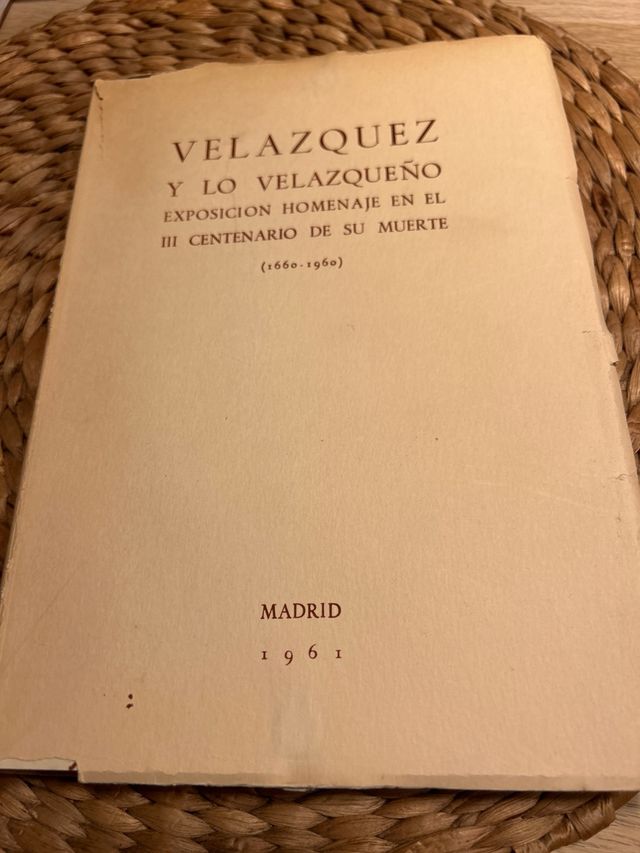 VELAZQUEZ
Y LO VELAZQUEÑO
EXPOSICION HOMENAJE EN EL
III CENTENARIO DE SU MUERTE
(1660-1960)
MADRID
1961